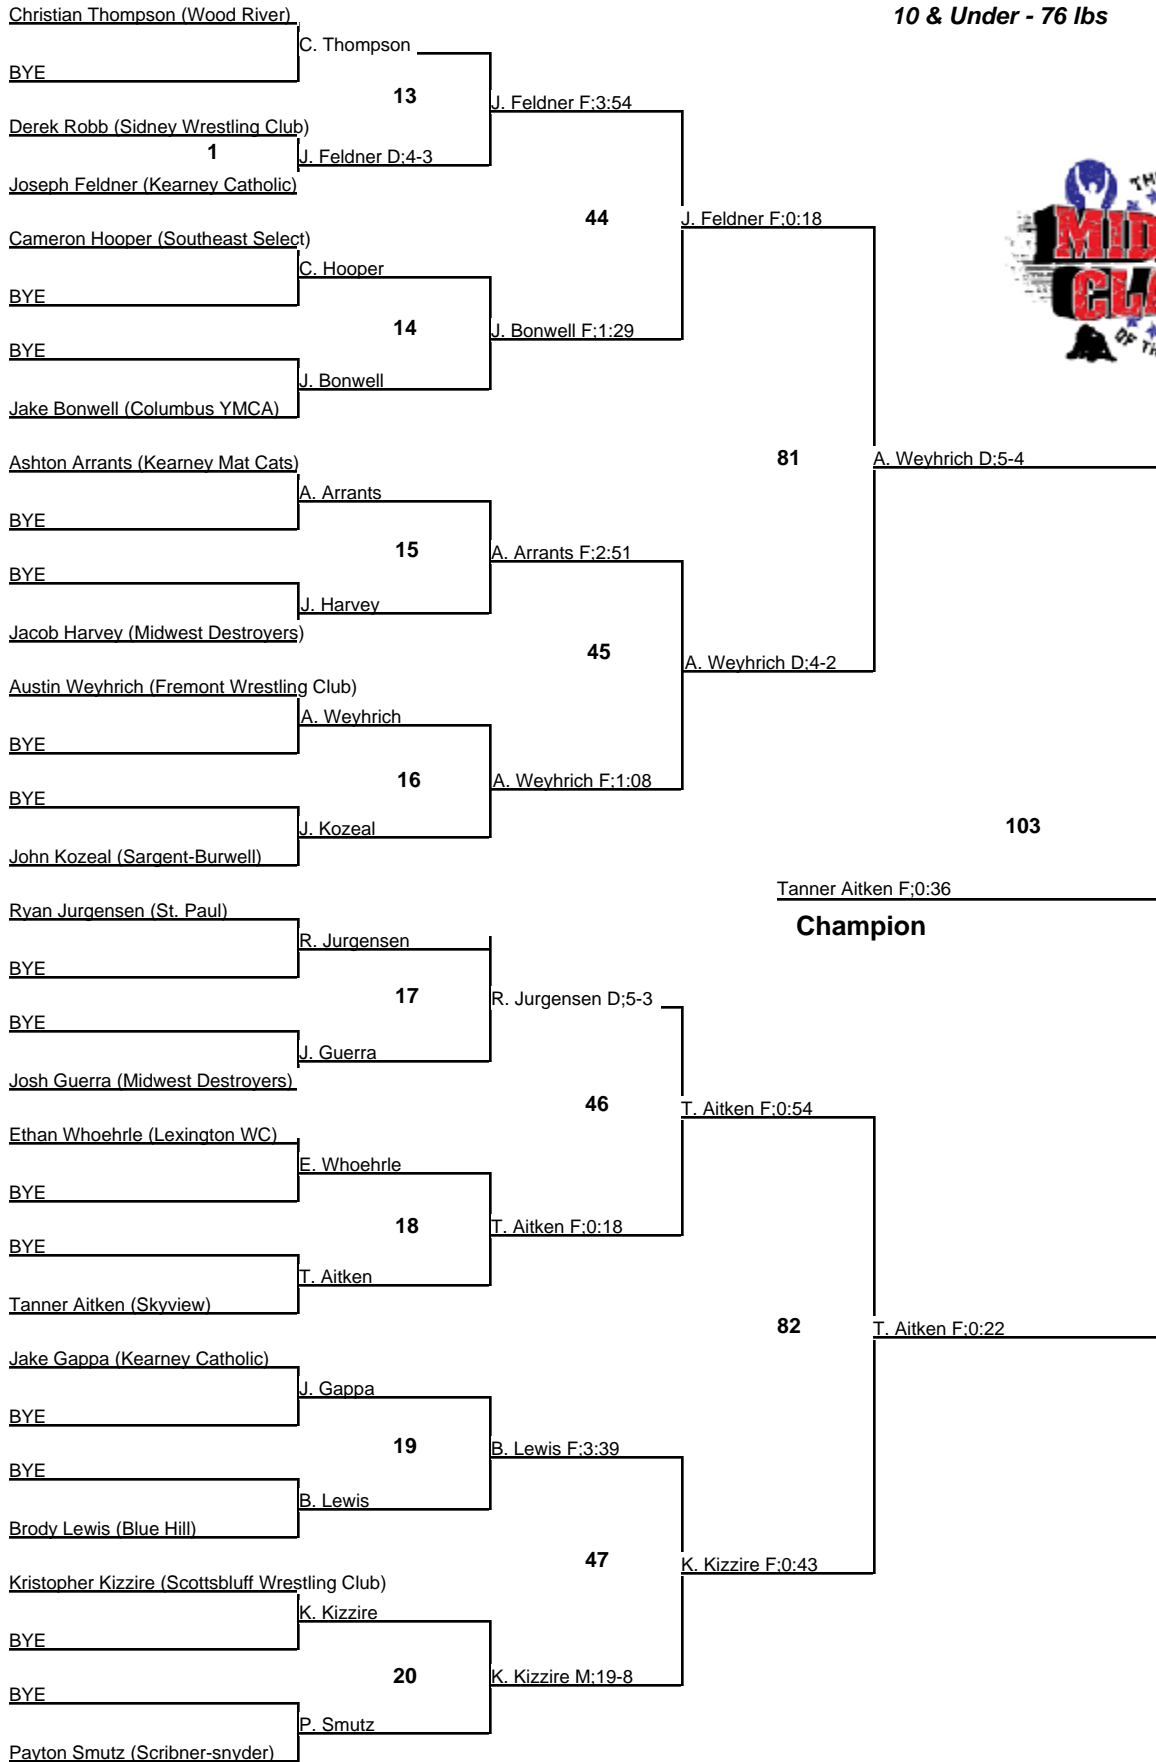 Christian Thompson (Wood River)
10 & Under - 76 lbs
C. Thompson
BYE
13
J. Feldner F;3:54
Derek Robb (Sidney Wrestling Club)
1
J. Feldner D;4-3
Joseph Feldner (Kearney Catholic)
44
J. Feldner F;0:18
Cameron Hooper (Southeast Select)
C. Hooper
BYE
14
J. Bonwell F;1:29
BYE
J. Bonwell
Jake Bonwell (Columbus YMCA)
81
A. Weyhrich D;5-4
Ashton Arrants (Kearney Mat Cats)
A. Arrants
BYE
15
A. Arrants F;2:51
BYE
J. Harvey
Jacob Harvey (Midwest Destroyers)
45
A. Weyhrich D;4-2
Austin Weyhrich (Fremont Wrestling Club)
A. Weyhrich
BYE
16
A. Weyhrich F;1:08
BYE
J. Kozeal
John Kozeal (Sargent-Burwell)
103
Tanner Aitken F;0:36
Champion
Ryan Jurgensen (St. Paul)
R. Jurgensen
BYE
17
R. Jurgensen D;5-3
BYE
J. Guerra
Josh Guerra (Midwest Destroyers)
46
T. Aitken F;0:54
Ethan Whoehrle (Lexington WC)
E. Whoehrle
BYE
18
T. Aitken F;0:18
BYE
T. Aitken
Tanner Aitken (Skyview)
82
T. Aitken F;0:22
Jake Gappa (Kearney Catholic)
J. Gappa
BYE
19
B. Lewis F;3:39
BYE
B. Lewis
Brody Lewis (Blue Hill)
47
K. Kizzire F;0:43
Kristopher Kizzire (Scottsbluff Wrestling Club)
K. Kizzire
BYE
20
K. Kizzire M;19-8
BYE
P. Smutz
Payton Smutz (Scribner-snyder)